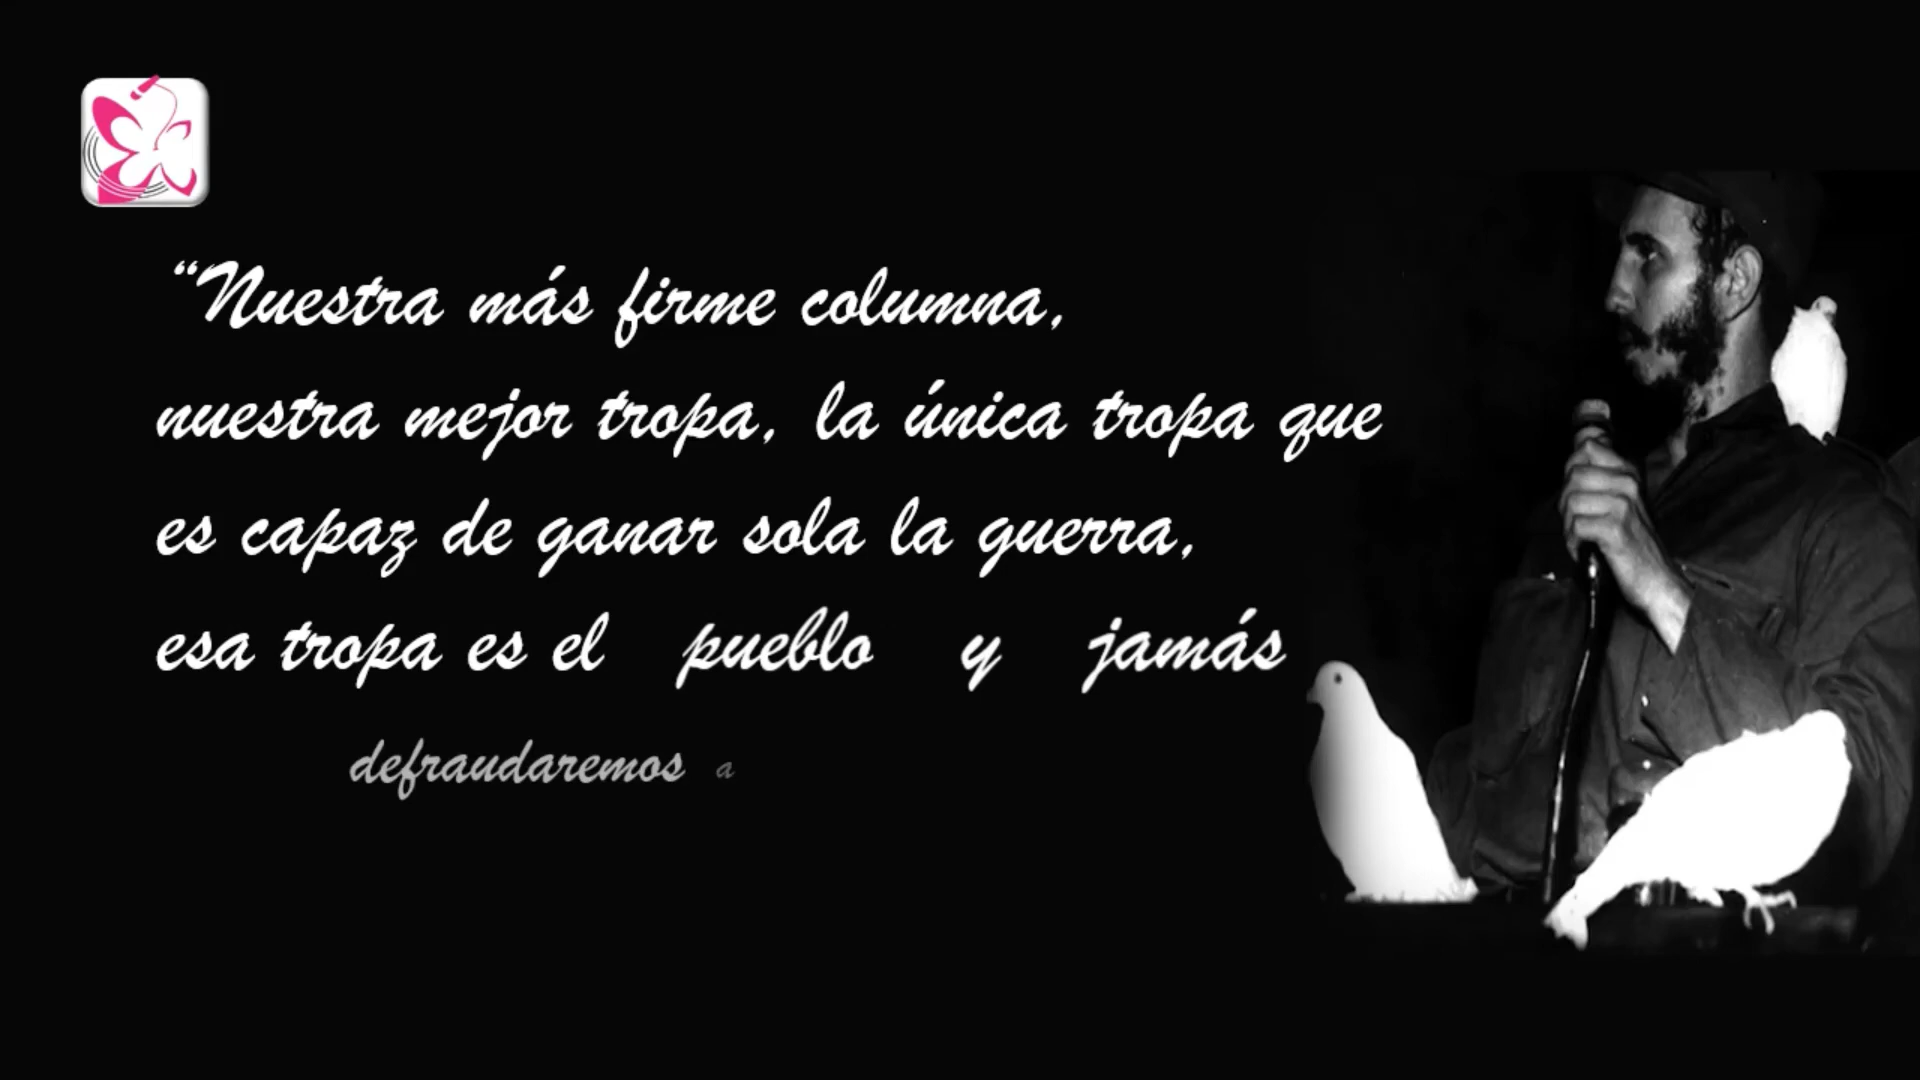 “Nuestra más firme columna,
nuestra mejor tropa, la única tropa que
es capaz de ganar sola la guerra,
esa tropa es el pueblo y jamás
defraudaremos a